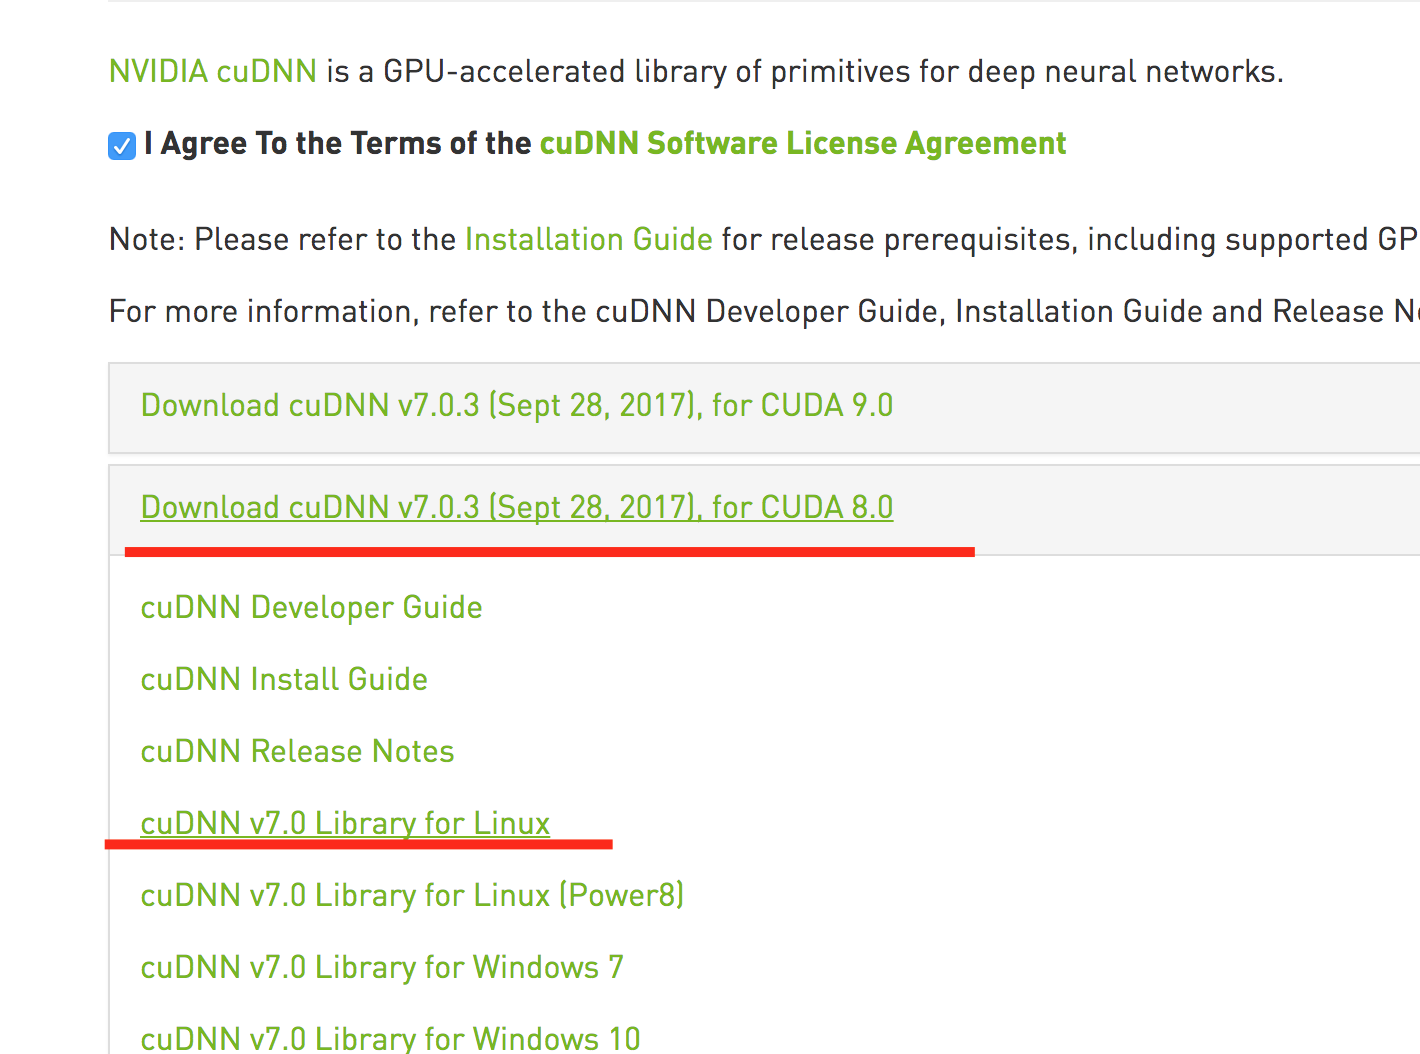 NVIDIA cuDNN is a GPU-accelerated library of primitives for deep neural networks.
I Agree To the Terms of the cuDNN Software License Agreement
Note: Please refer to the Installation Guide for release prerequisites, including supported GP
For more information, refer to the cuDNN Developer Guide, Installation Guide and Release No
Download cuDNN v7.0.3 (Sept 28, 2017), for CUDA 9.0
Download cuDNN v7.0.3 (Sept 28, 2017), for CUDA 8.0
cuDNN Developer Guide
cuDNN Install Guide
cuDNN Release Notes
cuDNN v7.0 Library for Linux
cuDNN v7.0 Library for Linux (Power8)
cuDNN v7.0 Library for Windows 7
cuDNN v7.0 Library for Windows 10